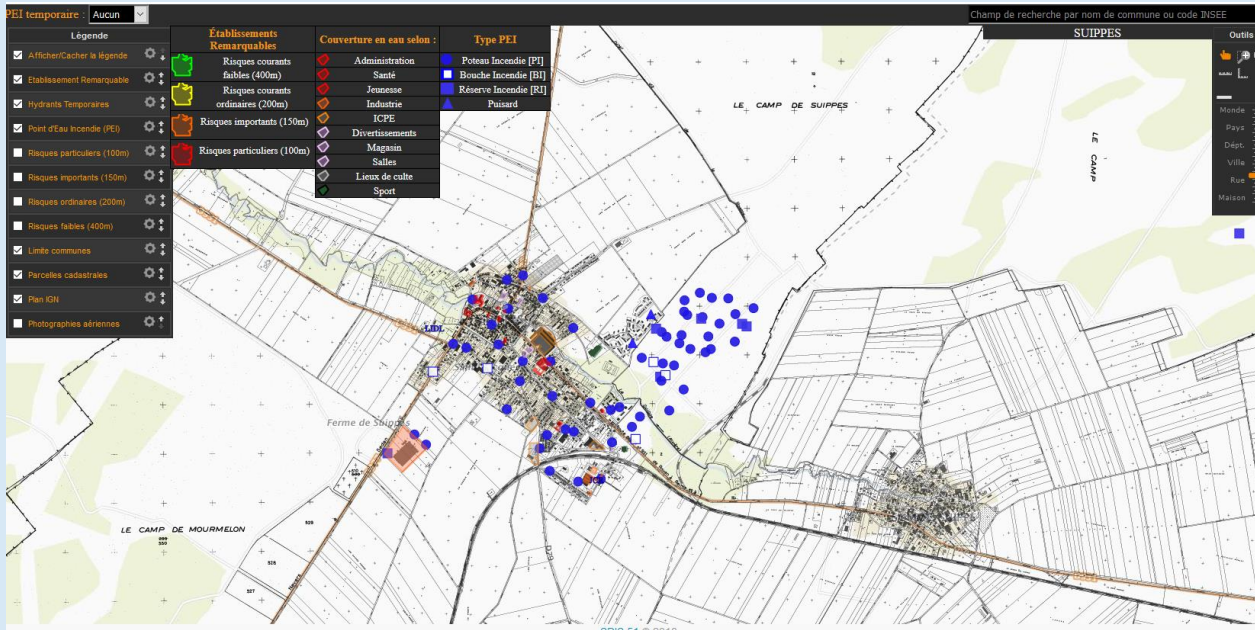 PEI temporaire : Aucun
Champ de recherche par nom de commune ou code INSEE
SUIPPES
Légende
Afficher/Cacher la légende
Etablissement Remarquable
Hydrants Temporaires
Point d'Eau Incendie (PEI)
Risques particuliers (100m)
Risques importants (150m)
Risques ordinaires (200m)
Risques faibles (400m)
Limite communes
Parcelles cadastrales
Plan IGN
Photographies aériennes
Établissements
Remarquables
Risques courants
faibles (400m)
Risques courants
ordinaires (200m)
Risques importants (150m)
Risques particuliers (100m)
Couverture en eau selon :
Administration
Santé
Jeunesse
Industrie
ICPE
Divertissements
Magasin
Salles
Lieux de culte
Sport
Type PEI
Poteau Incendie [PI]
Bouche Incendie [BI]
Réserve Incendie [RI]
Puisard
Outils
Monde
Pays
Dépt.
Ville
Rue
Maison
LE CAMP DE SUIPPES
LE CAMP
LIDL
Ferme de Suippes
LE CAMP DE MOURMELON
529
528
527
D.79